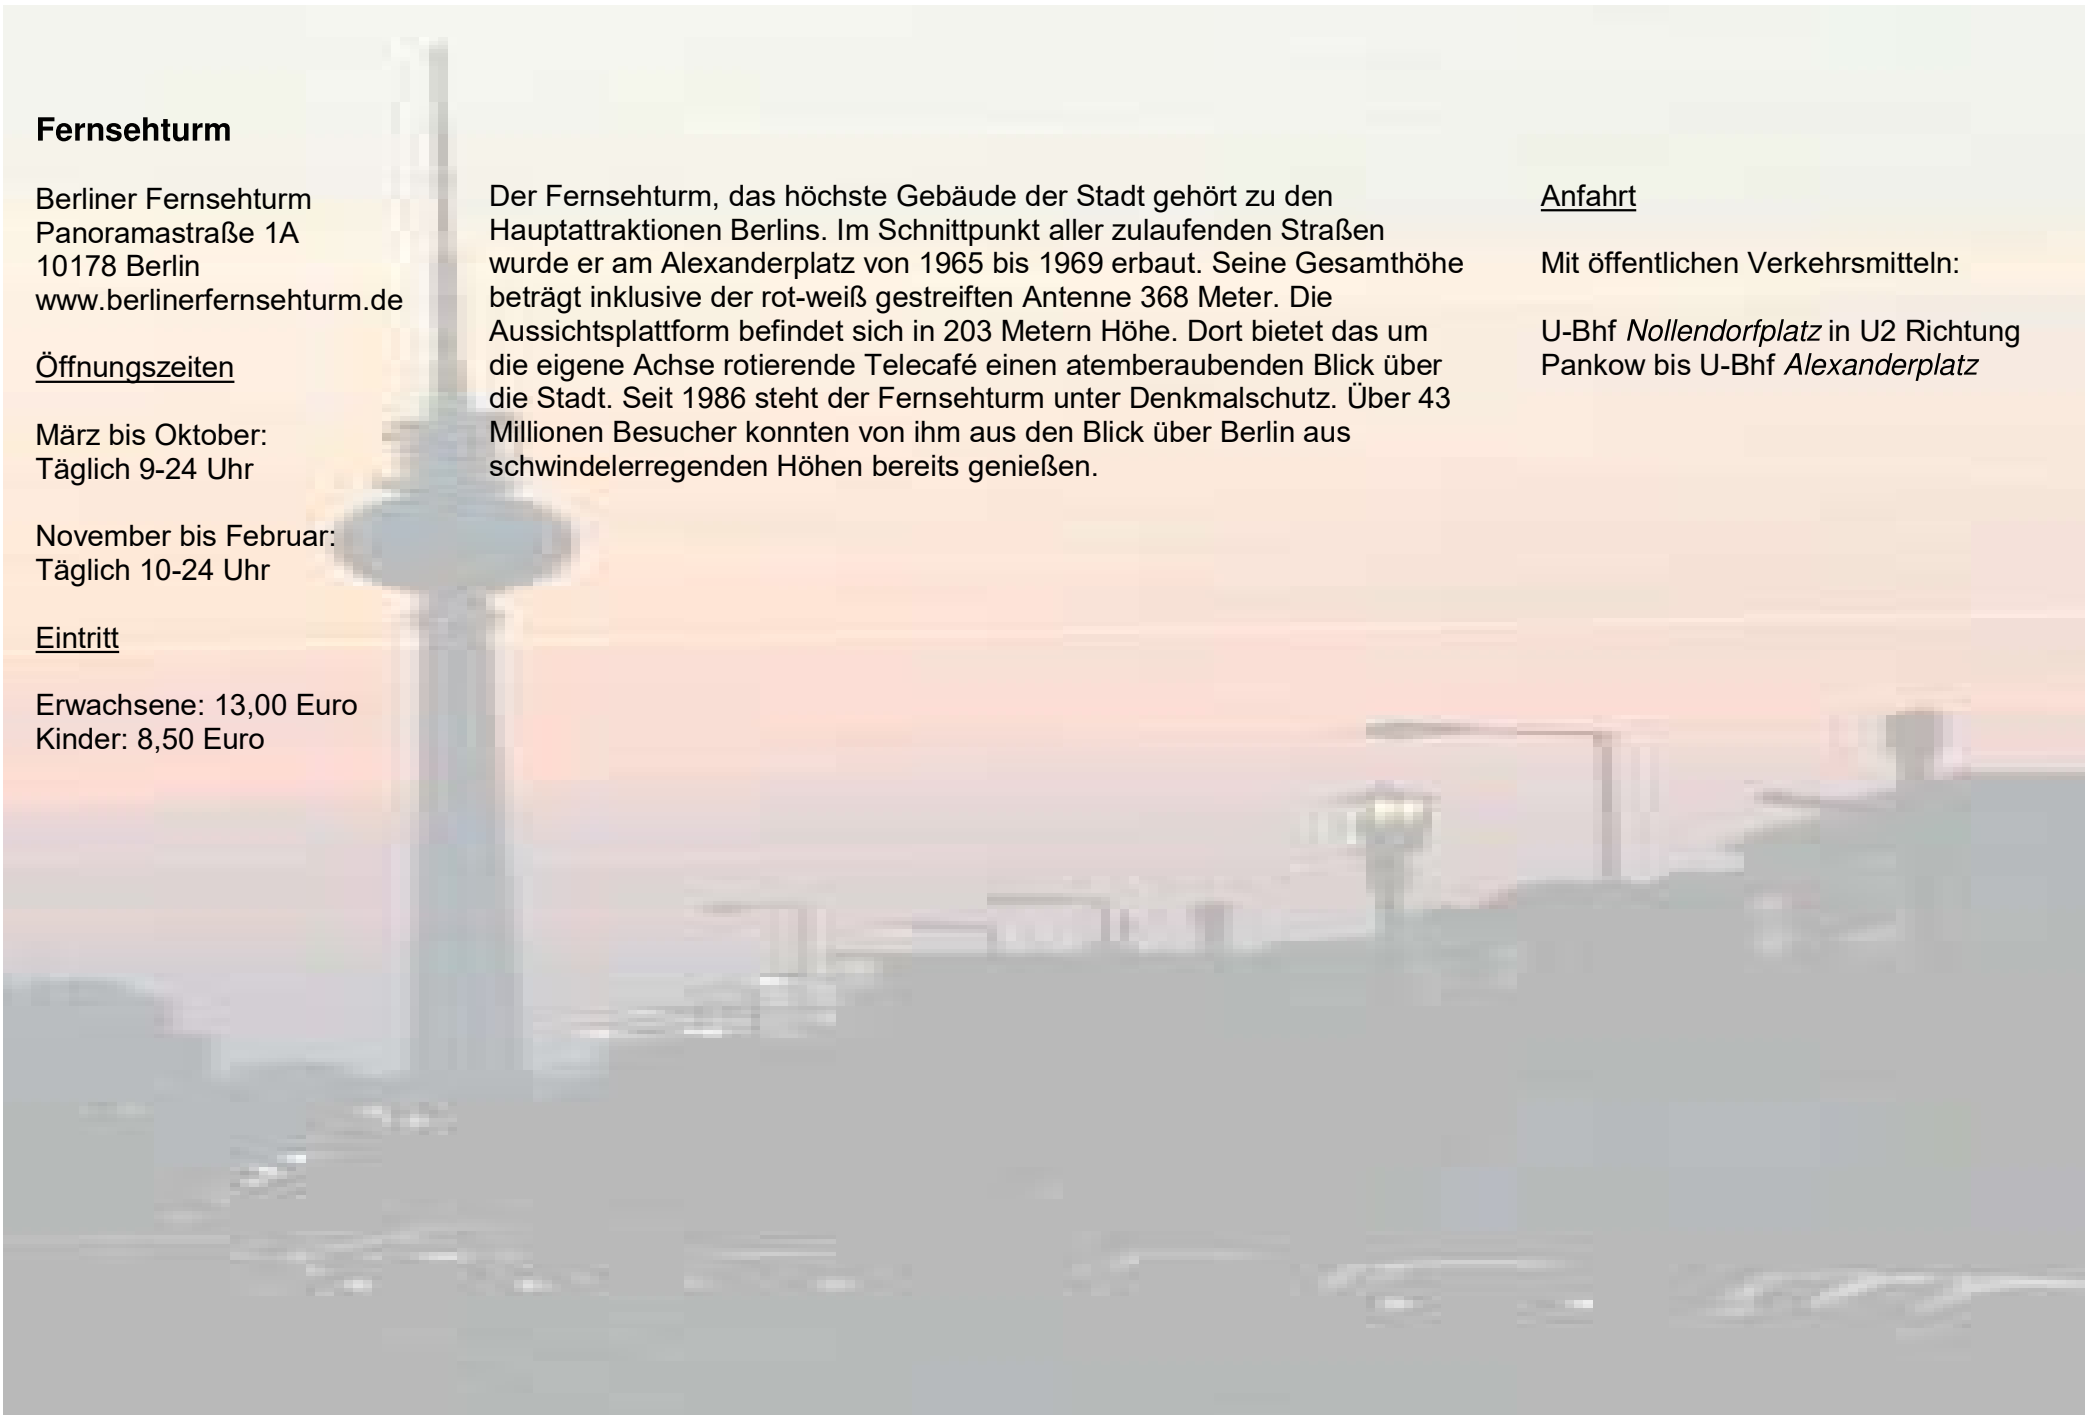 Fernsehturm
Berliner Fernsehturm
Panoramastraße 1A
10178 Berlin
www.berlinerfernsehturm.de
Öffnungszeiten
März bis Oktober:
Täglich 9-24 Uhr
November bis Februar:
Täglich 10-24 Uhr
Eintritt
Erwachsene: 13,00 Euro
Kinder: 8,50 Euro
Der Fernsehturm, das höchste Gebäude der Stadt gehört zu den
Hauptattraktionen Berlins. Im Schnittpunkt aller zulaufenden Straßen
wurde er am Alexanderplatz von 1965 bis 1969 erbaut. Seine Gesamthöhe
beträgt inklusive der rot-weiß gestreiften Antenne 368 Meter. Die
Aussichtsplattform befindet sich in 203 Metern Höhe. Dort bietet das um
die eigene Achse rotierende Telecafé einen atemberaubenden Blick über
die Stadt. Seit 1986 steht der Fernsehturm unter Denkmalschutz. Über 43
Millionen Besucher konnten von ihm aus den Blick über Berlin aus
schwindelerregenden Höhen bereits genießen.
Anfahrt
Mit öffentlichen Verkehrsmitteln:
U-Bhf Nollendorfplatz in U2 Richtung
Pankow bis U-Bhf Alexanderplatz